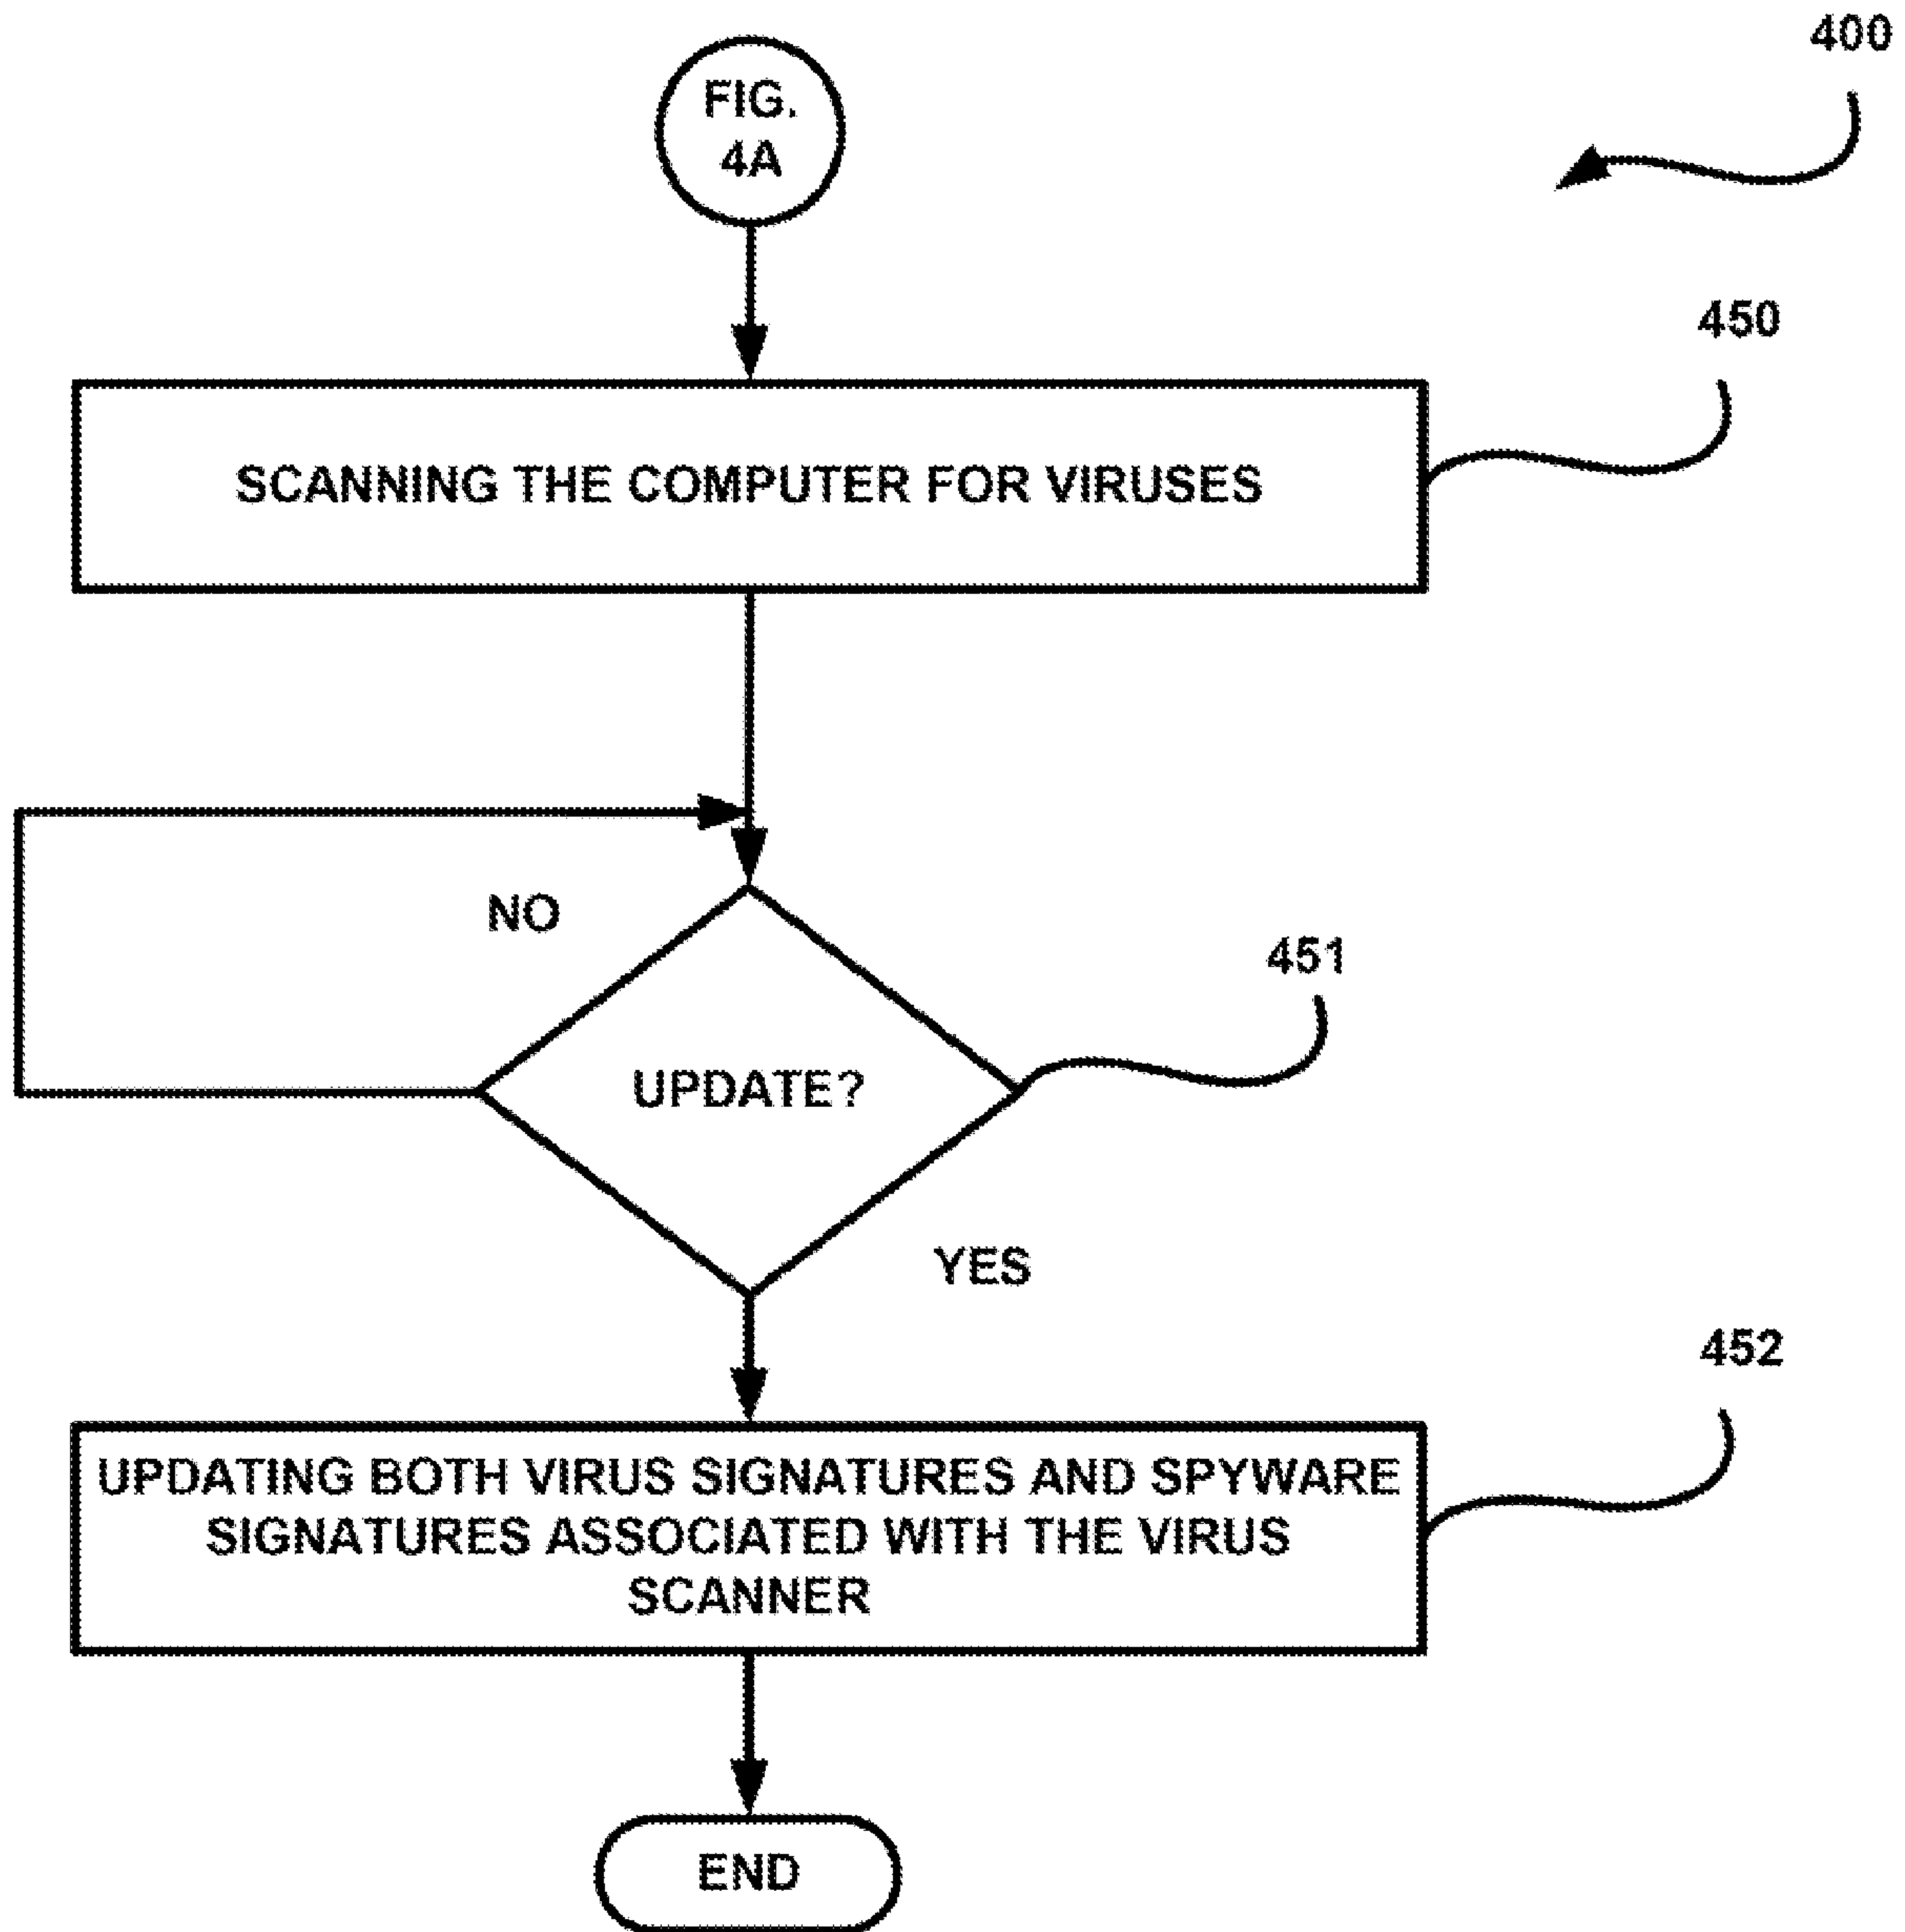 400
FIG.
4A
450
SCANNING THE COMPUTER FOR VIRUSES
NO
451
UPDATE?
YES
452
UPDATING BOTH VIRUS SIGNATURES AND SPYWARE
SIGNATURES ASSOCIATED WITH THE VIRUS
SCANNER
END